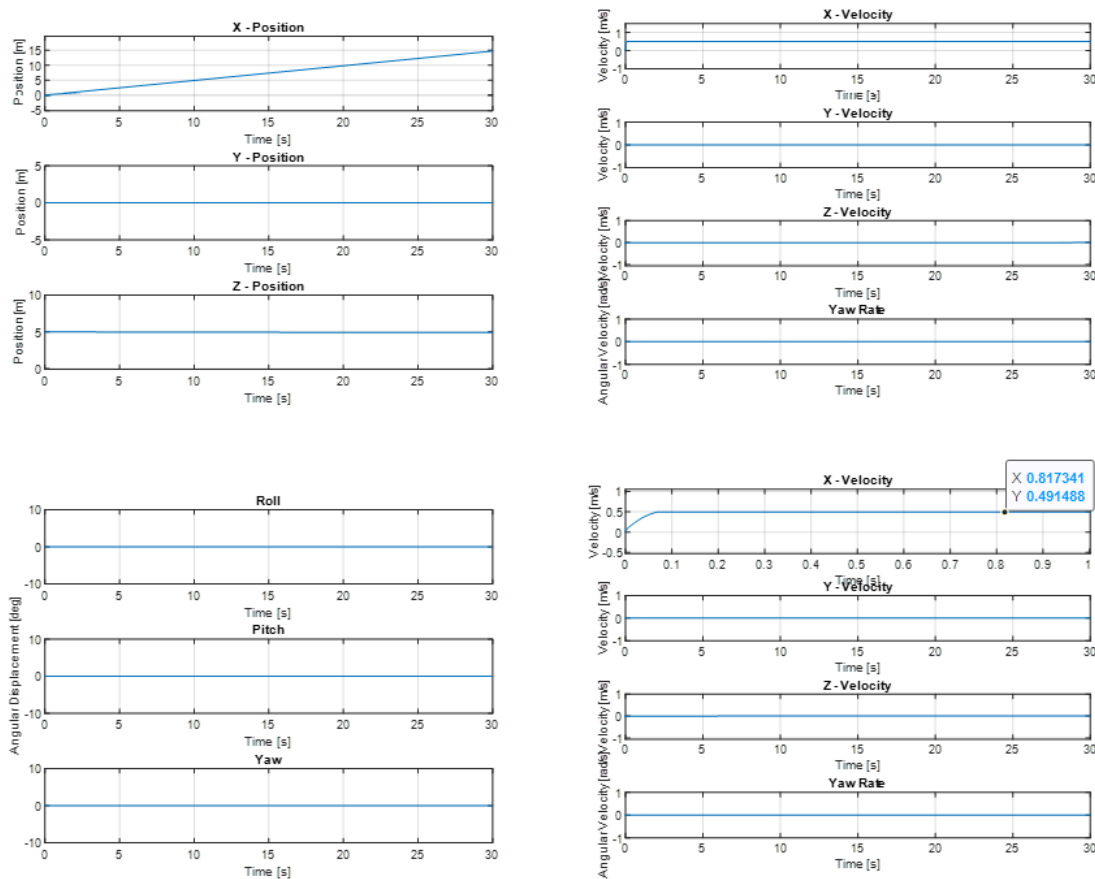 X - Position
Position [m]
15
10
5
0
-5
0 5 10 15 20 25 30
Time [s]
Y - Position
Position [m]
5
0
-5
0 5 10 15 20 25 30
Time [s]
Z - Position
Position [m]
10
5
0
0 5 10 15 20 25 30
Time [s]
X - Velocity
Velocity [m/s]
1
0
-1
0 5 10 15 20 25 30
Time [s]
Y - Velocity
Velocity [m/s]
1
0
-1
0 5 10 15 20 25 30
Time [s]
Z - Velocity
Velocity [m/s]
1
0
-1
0 5 10 15 20 25 30
Time [s]
Yaw Rate
Angular Velocity [rad/s]
1
0
-1
0 5 10 15 20 25 30
Time [s]
Roll
10
0
-10
0 5 10 15 20 25 30
Time [s]
Pitch
Angular Displacement [deg]
10
0
-10
0 5 10 15 20 25 30
Time [s]
Yaw
10
0
-10
0 5 10 15 20 25 30
Time [s]
X - Velocity
X 0.817341
Y 0.491488
Velocity [m/s]
1
0.5
0
-0.5
0 0.1 0.2 0.3 0.4 0.5 0.6 0.7 0.8 0.9 1
Time [s]
Y - Velocity
Velocity [m/s]
1
0
-1
0 5 10 15 20 25 30
Time [s]
Z - Velocity
Velocity [m/s]
1
0
-1
0 5 10 15 20 25 30
Time [s]
Yaw Rate
Angular Velocity [rad/s]
1
0
-1
0 5 10 15 20 25 30
Time [s]